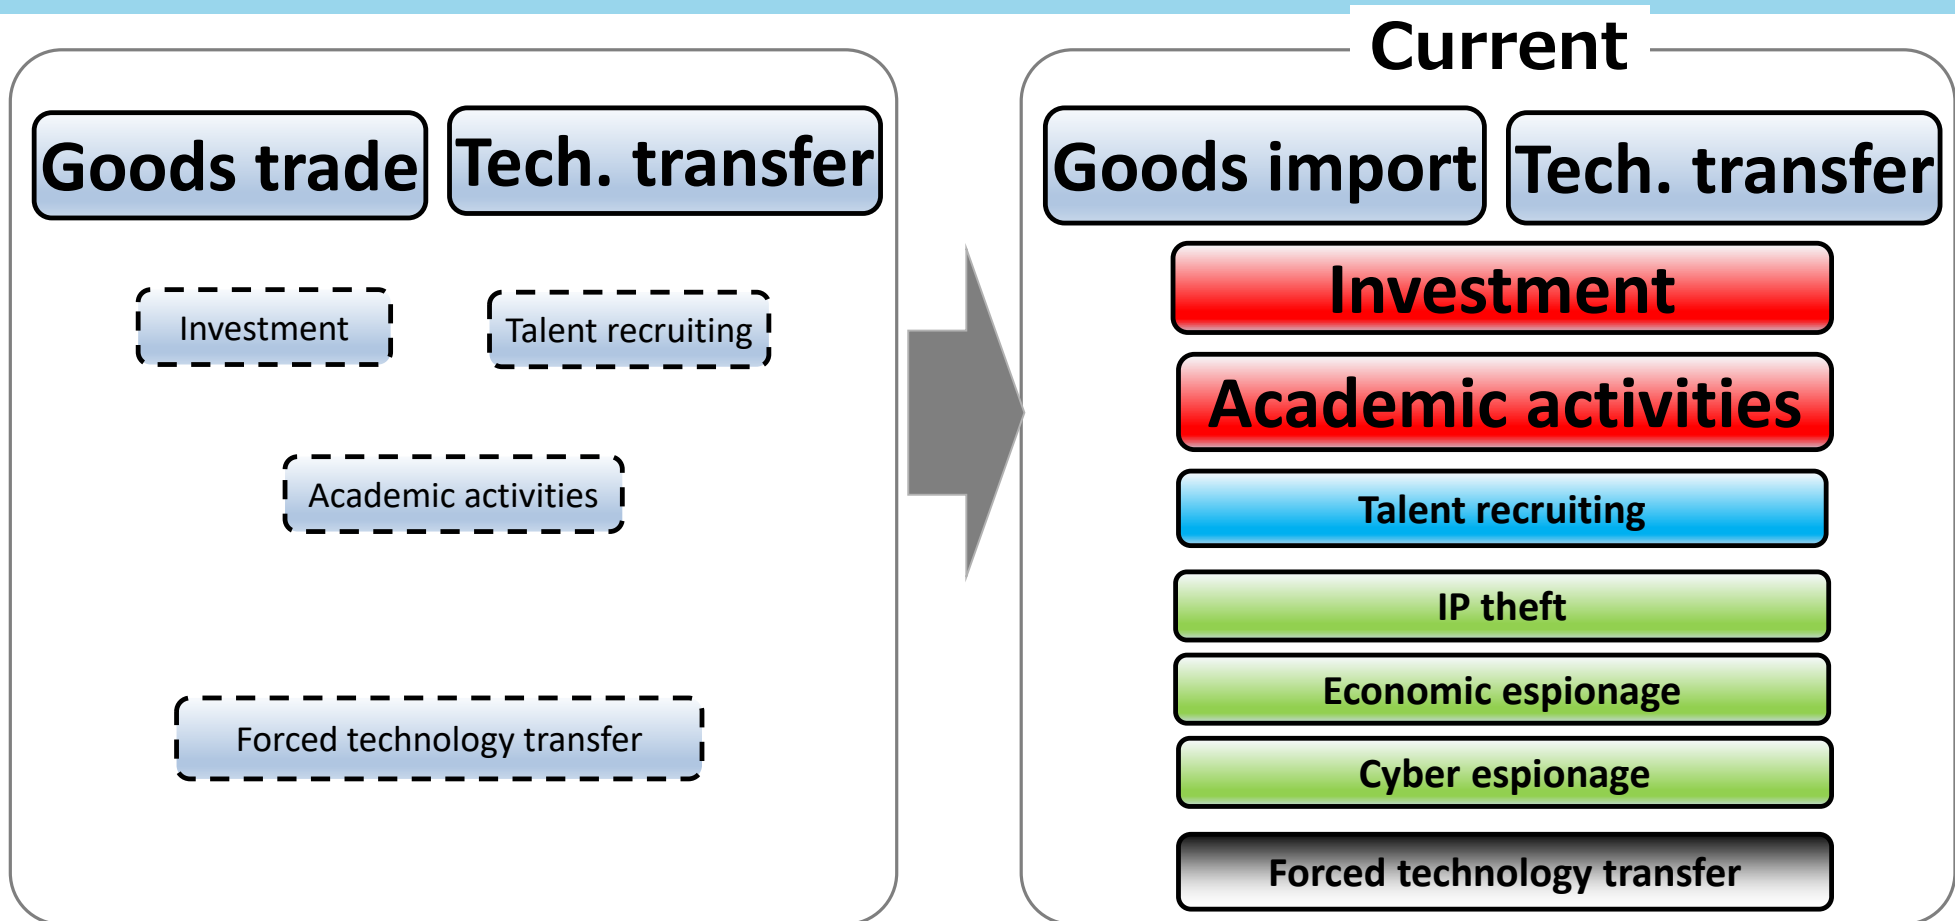 Goods trade
Tech. transfer
Investment
Talent recruiting
Academic activities
Forced technology transfer
Current
Goods import
Tech. transfer
Investment
Academic activities
Talent recruiting
IP theft
Economic espionage
Cyber espionage
Forced technology transfer